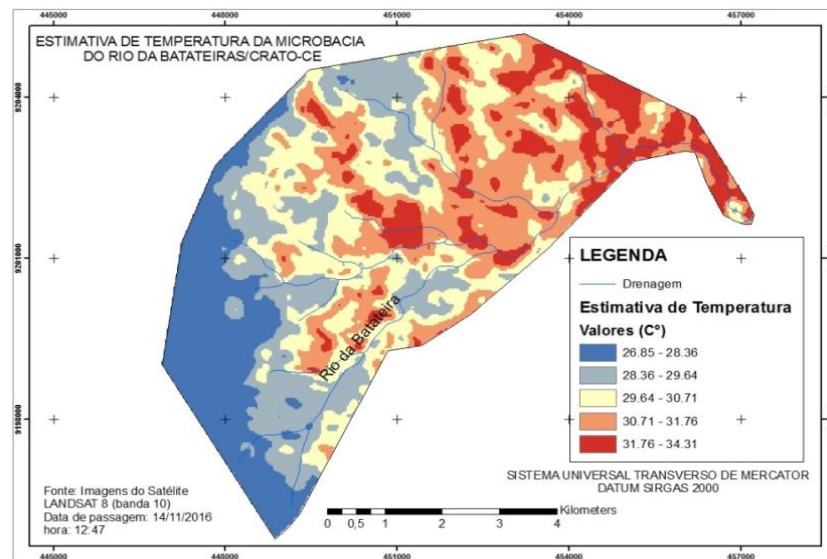 445000 448000 451000 454000 457000
ESTIMATIVA DE TEMPERATURA DA MICROBACIA
DO RIO DA BATATEIRAS/CRATO-CE
9204000
9201000
9198000
Rio da Batateira
LEGENDA
Drenagem
Estimativa de Temperatura
Valores (Cº)
26.85 - 28.36
28.36 - 29.64
29.64 - 30.71
30.71 - 31.76
31.76 - 34.31
SISTEMA UNIVERSAL TRANSVERSO DE MERCATOR
DATUM SIRGAS 2000
Fonte: Imagens do Satélite
LANDSAT 8 (banda 10)
Data de passagem: 14/11/2016
hora: 12:47
Kilometers
0 0,5 1 2 3 4
445000 448000 451000 454000 457000